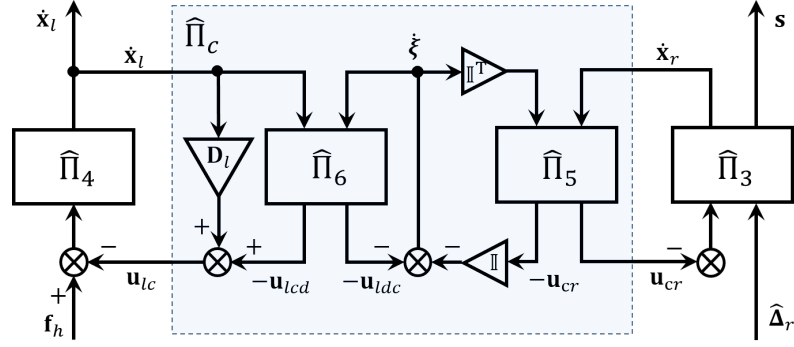 ẋ_l
Π̂_c
ξ̇
s
ẋ_l
𝕀^T
ẋ_r
D_l
Π̂_4
Π̂_6
Π̂_5
Π̂_3
+
− + − − −
𝕀
u_lc
−u_lcd
−u_ldc
−u_cr
u_cr
+
f_h
Δ̂_r